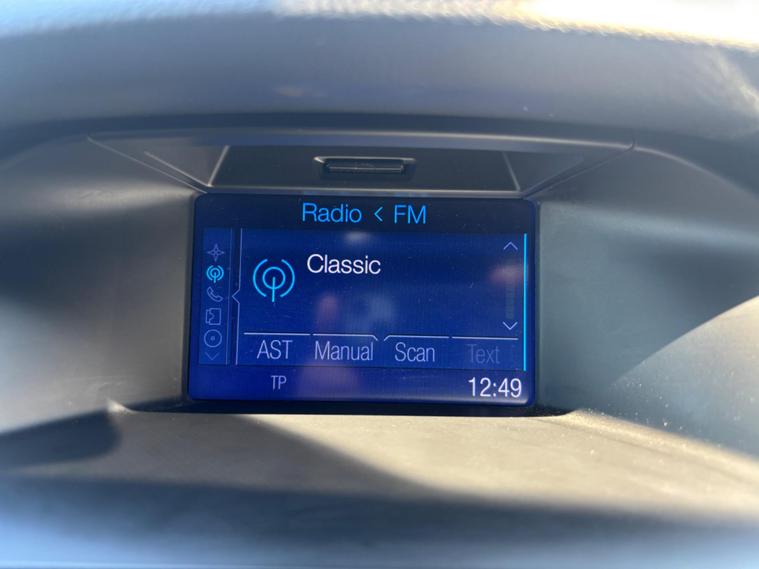 Radio < FM
Classic
AST Manual Scan Text
TP 12:49